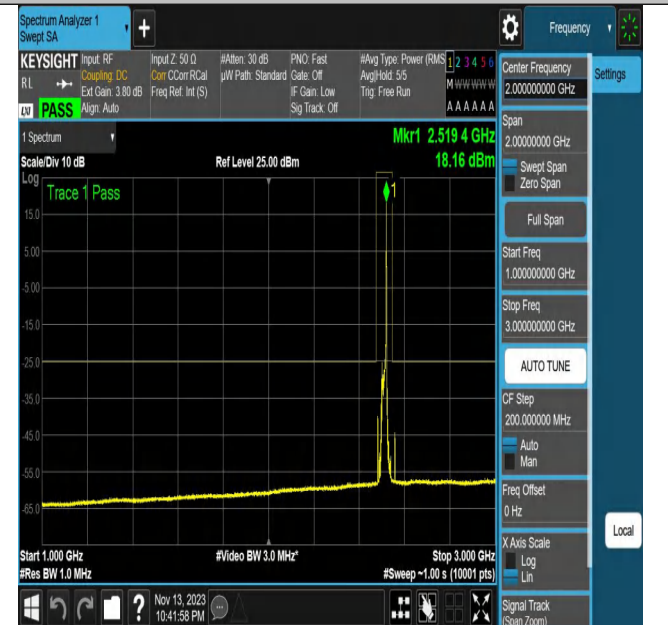 Spectrum Analyzer 1
Swept SA
+
Frequency
KEYSIGHT
RL
LXI
PASS
Input: RF
Coupling: DC
Ext Gain: 3.80 dB
Align: Auto
Input Z: 50 Ω
Corr CCorr RCal
Freq Ref: Int (S)
#Atten: 30 dB
µW Path: Standard
PNO: Fast
Gate: Off
IF Gain: Low
Sig Track: Off
#Avg Type: Power (RMS
Avg|Hold: 5/5
Trig: Free Run
1 2 3 4 5 6
M W W W W W
A A A A A A
1 Spectrum
Scale/Div 10 dB
Ref Level 25.00 dBm
Mkr1 2.519 4 GHz
18.16 dBm
Log
Trace 1 Pass
1
15.0
5.00
-5.00
-15.0
-25.0
-35.0
-45.0
-55.0
-65.0
Start 1.000 GHz
#Video BW 3.0 MHz*
Stop 3.000 GHz
#Res BW 1.0 MHz
#Sweep ~1.00 s (10001 pts)
?
Nov 13, 2023
10:41:58 PM
Center Frequency
2.00000000 GHz
Settings
Span
2.00000000 GHz
Swept Span
Zero Span
Full Span
Start Freq
1.000000000 GHz
Stop Freq
3.000000000 GHz
AUTO TUNE
CF Step
200.000000 MHz
Auto
Man
Freq Offset
0 Hz
X Axis Scale
Log
Lin
Local
Signal Track
(Span Zoom)